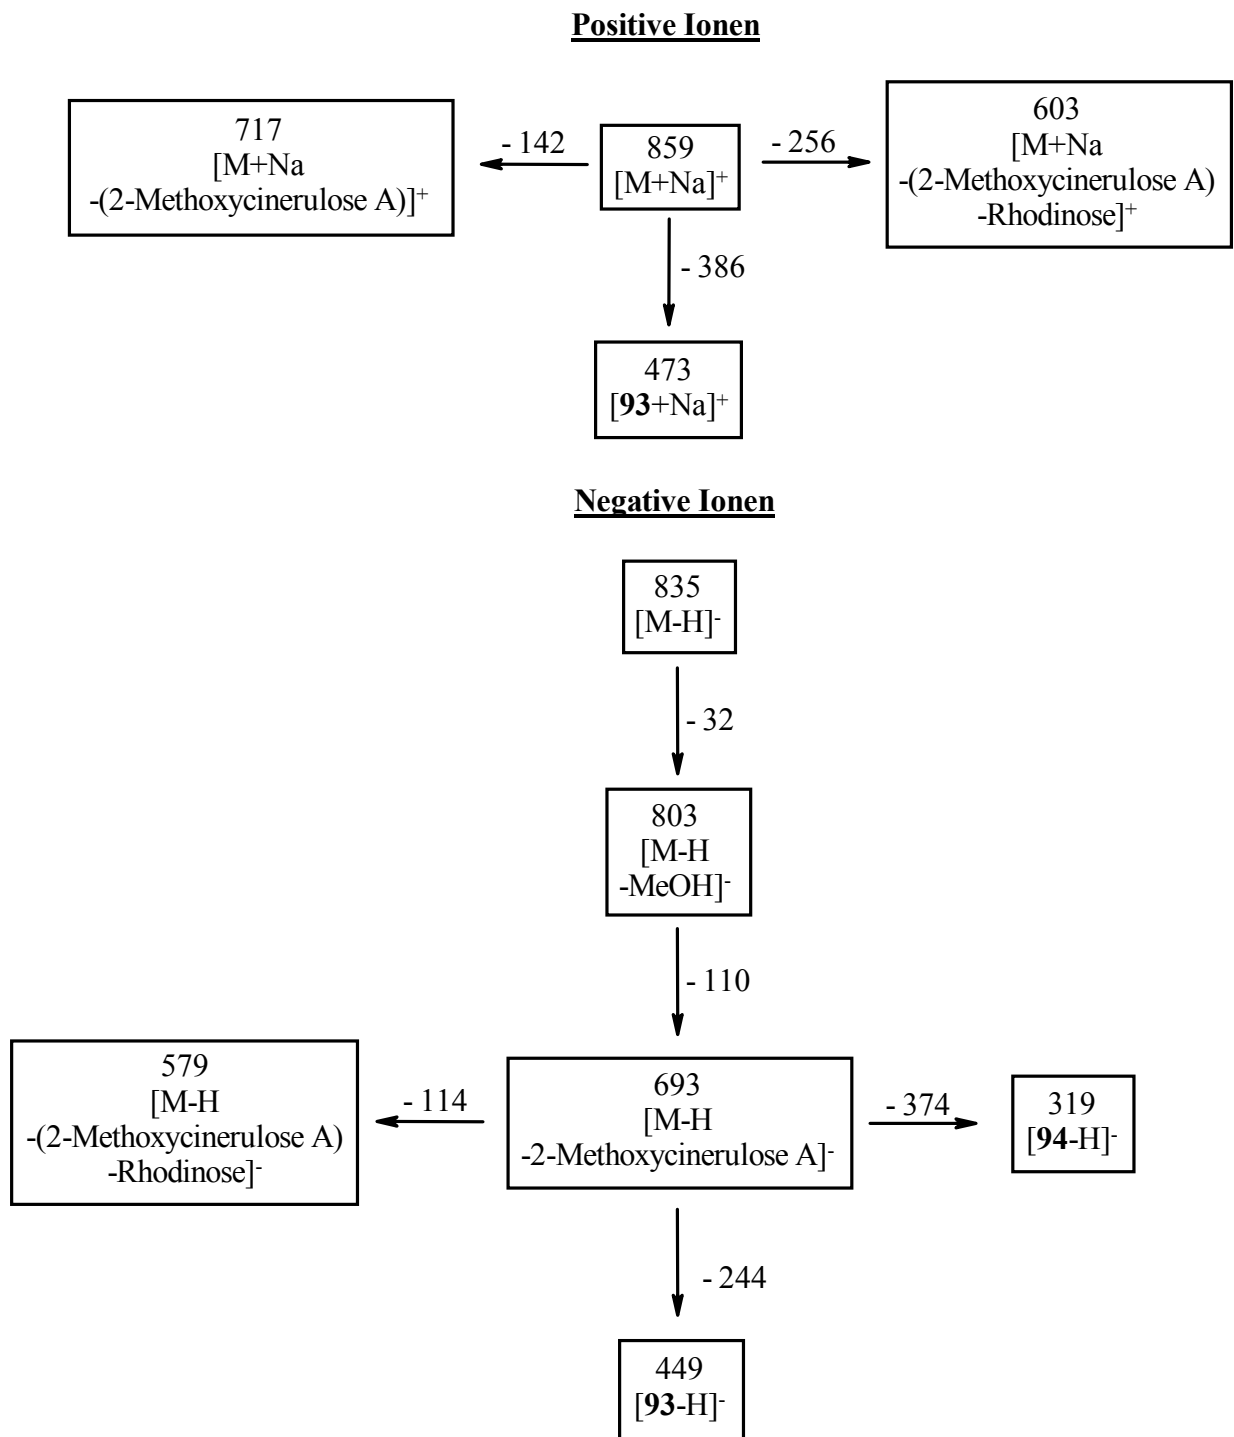 Positive Ionen
717
[M+Na
-(2-Methoxycinerulose A)]⁺
- 142
859
[M+Na]⁺
- 256
603
[M+Na
-(2-Methoxycinerulose A)
-Rhodinose]⁺
- 386
473
[93+Na]⁺
Negative Ionen
835
[M-H]⁻
- 32
803
[M-H
-MeOH]⁻
- 110
579
[M-H
-(2-Methoxycinerulose A)
-Rhodinose]⁻
- 114
693
[M-H
-2-Methoxycinerulose A]⁻
- 374
319
[94-H]⁻
- 244
449
[93-H]⁻